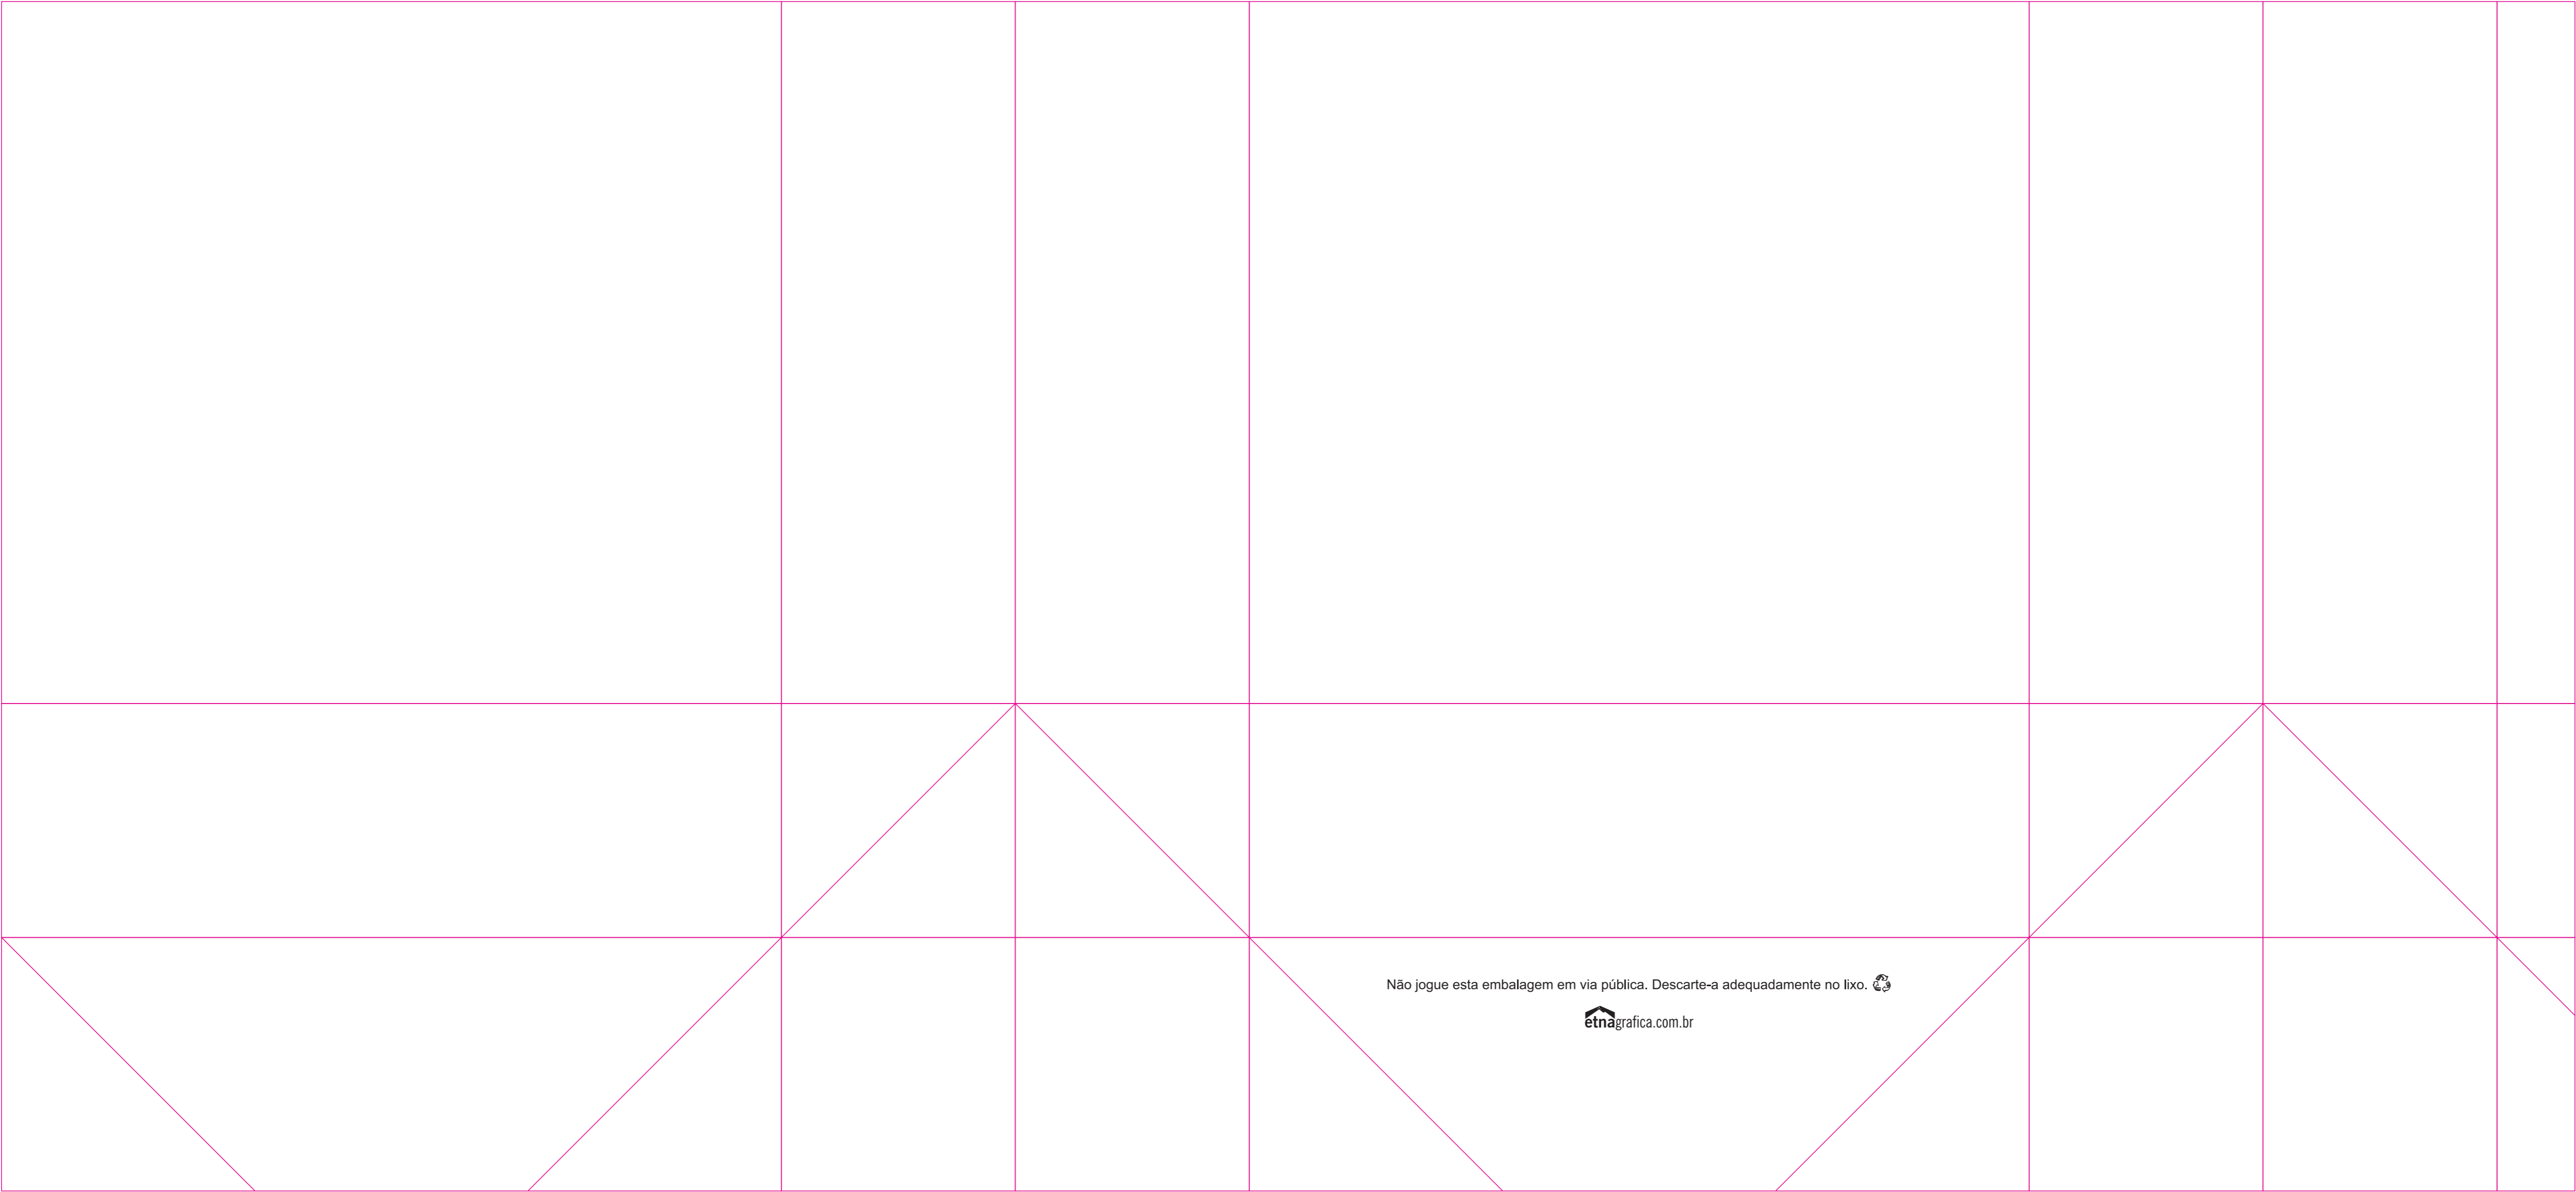 Não jogue esta embalagem em via pública. Descarte-a adequadamente no lixo.
etnagrafica.com.br